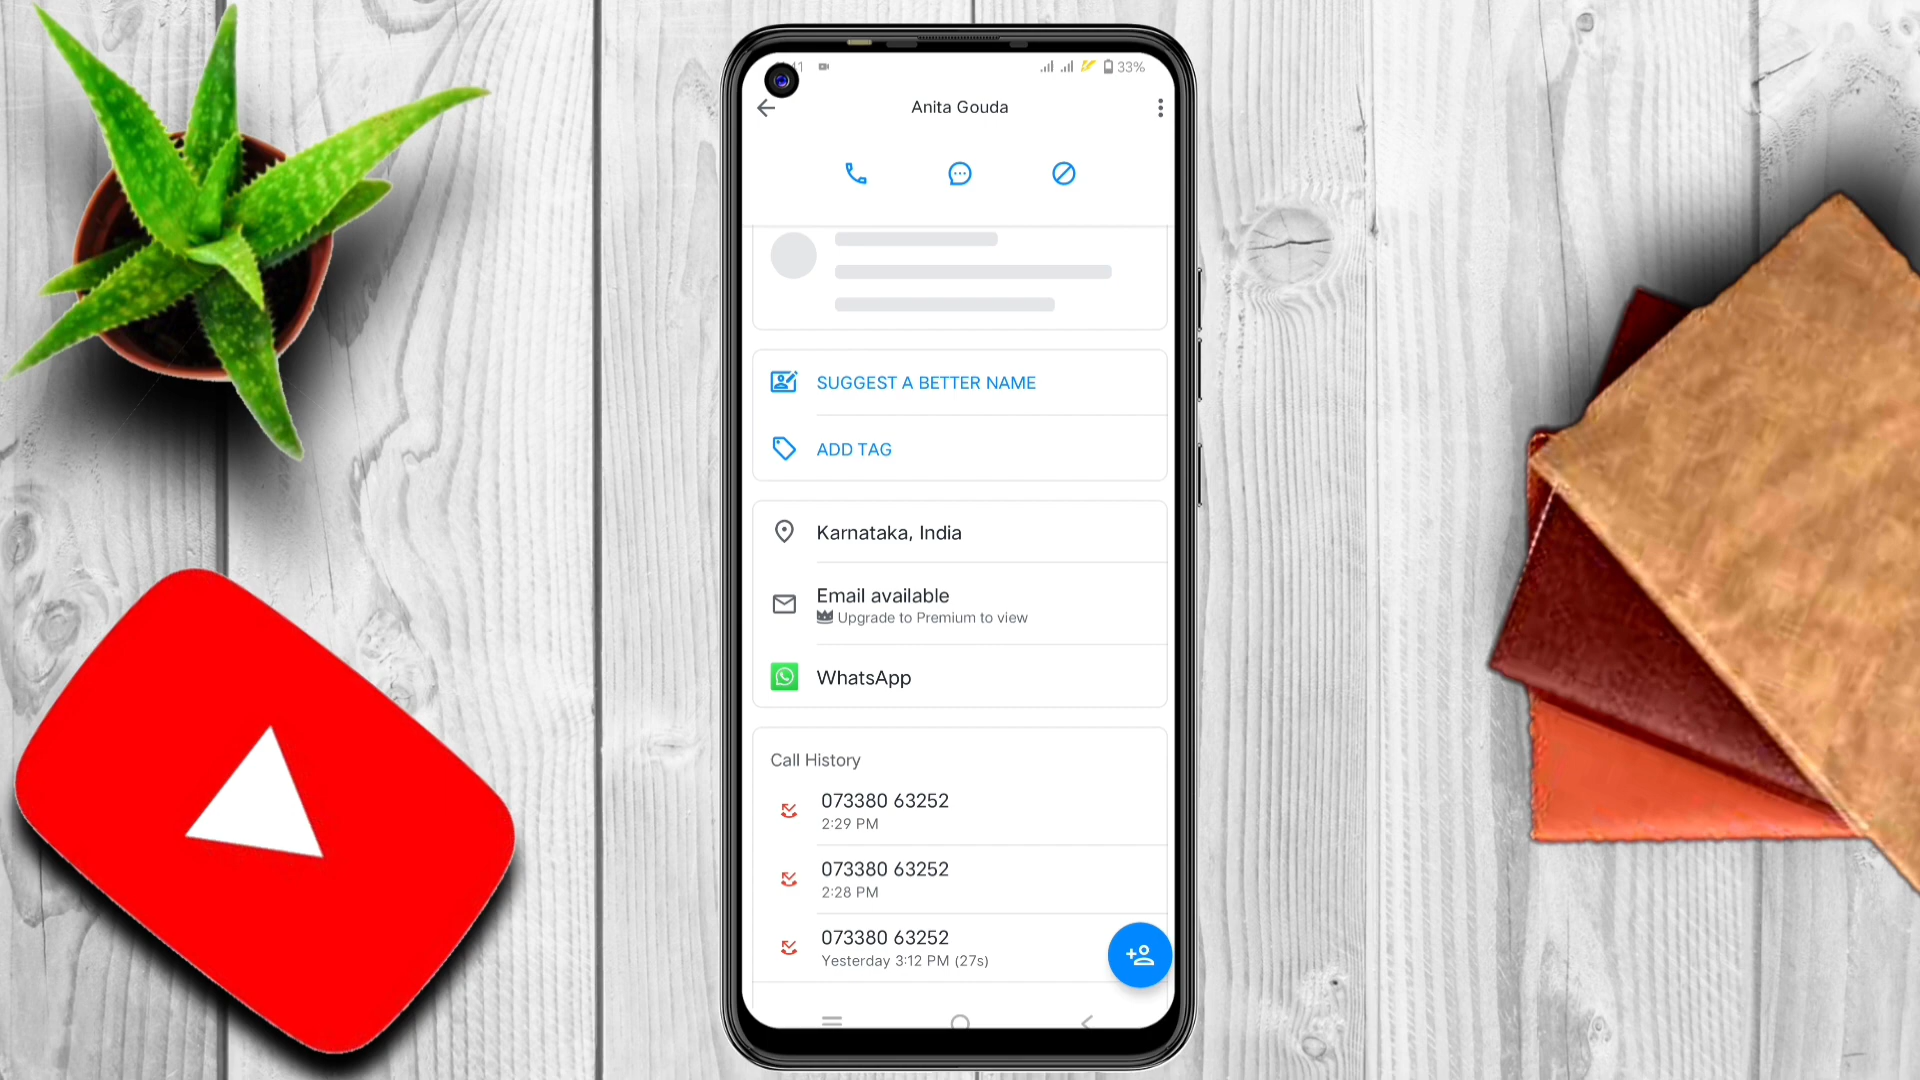 33%
Anita Gouda
SUGGEST A BETTER NAME
ADD TAG
Karnataka, India
Email available
Upgrade to Premium to view
WhatsApp
Call History
073380 63252
2:29 PM
073380 63252
2:28 PM
073380 63252
Yesterday 3:12 PM (27s)